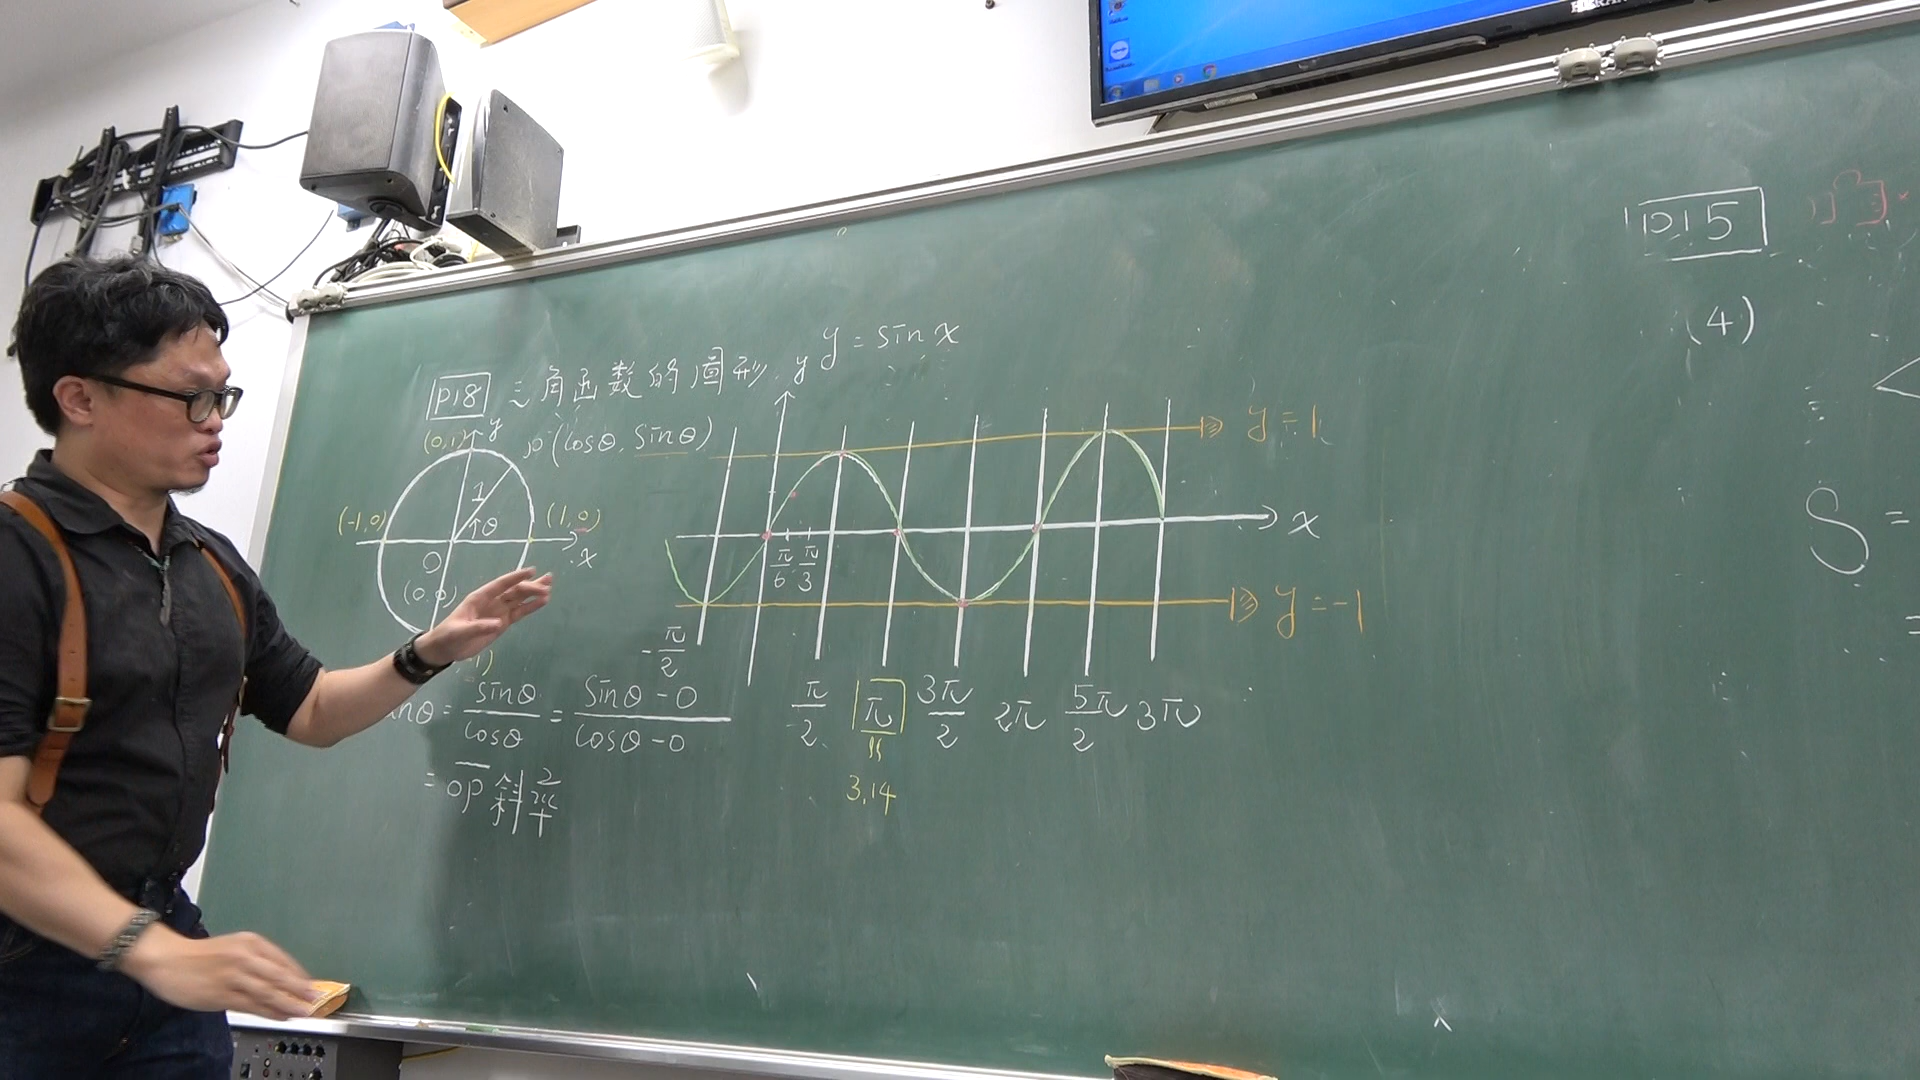 P18 三角函數的圖形
y = sin x
y
y
(0,1)
P(cosθ, sinθ)
y = 1
1
(-1,0)
θ
(1,0)
x
O
(0,0)
x
π/6 π/3
y = -1
-π/2
π/2 π 3π/2 2π 5π/2 3π
3.14
nθ = sinθ/cosθ = (sinθ - 0)/(cosθ - 0)
= OP 斜率
P15
(4)
S =
=